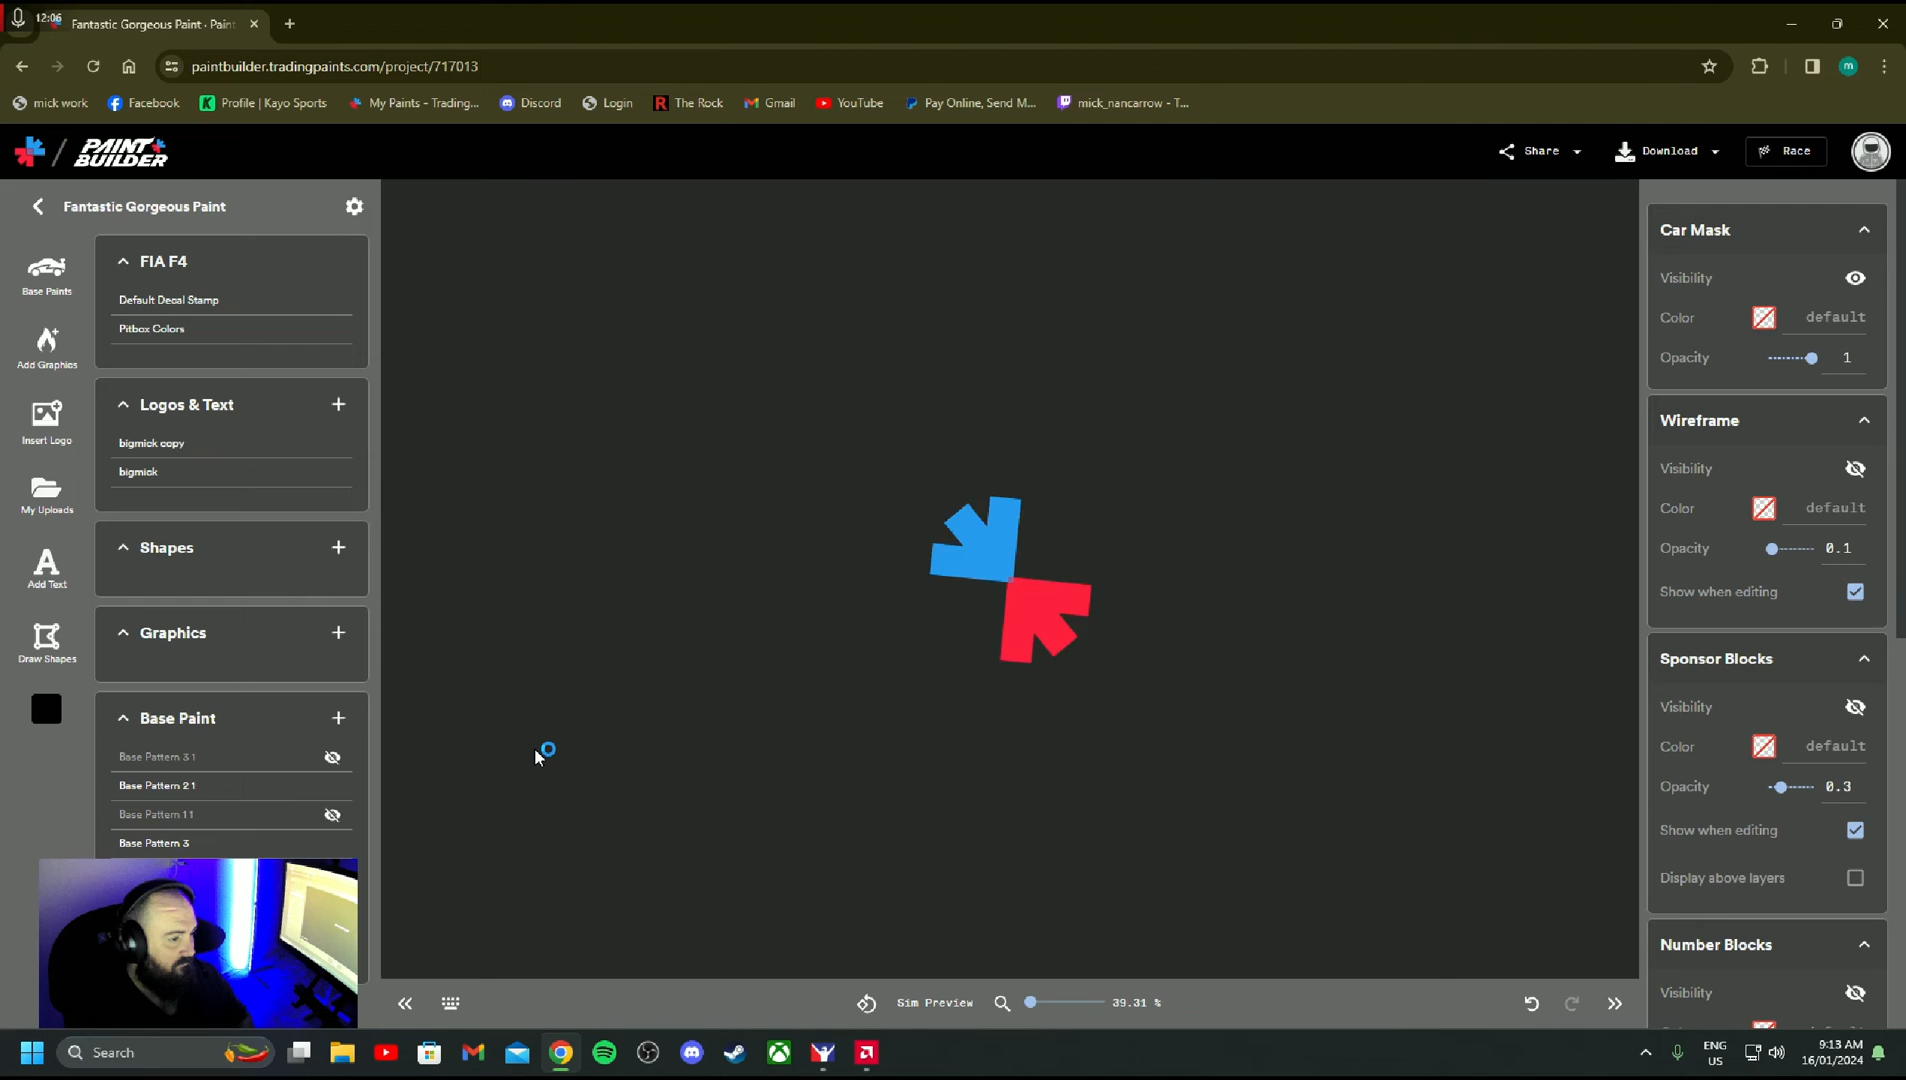 12:06
Fantastic Gorgeous Paint · Paint
paintbuilder.tradingpaints.com/project/717013
m
mick work
Facebook
Profile | Kayo Sports
My Paints - Trading...
Discord
Login
The Rock
Gmail
YouTube
Pay Online, Send M...
mick_nancarrow - T...
PAINT BUILDER
Share
Download
Race
Fantastic Gorgeous Paint
Base Paints
Add Graphics
Insert Logo
My Uploads
Add Text
Draw Shapes
FIA F4
Default Decal Stamp
Pitbox Colors
Logos & Text
bigmick copy
bigmick
Shapes
Graphics
Base Paint
Base Pattern 3 1
Base Pattern 2 1
Base Pattern 1 1
Base Pattern 3
Car Mask
Visibility
Color default
Opacity 1
Wireframe
Visibility
Color default
Opacity 0.1
Show when editing
Sponsor Blocks
Visibility
Color default
Opacity 0.3
Show when editing
Display above layers
Number Blocks
Visibility
Sim Preview
39.31 %
Search
ENG
US
9:13 AM
16/01/2024